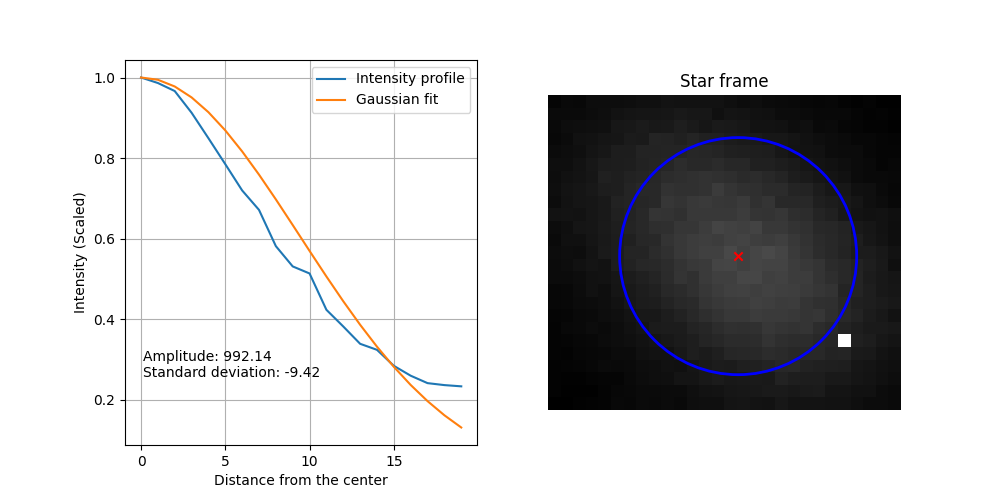 Star frame
Intensity profile
Gaussian fit
1.0
0.8
0.6
0.4
0.2
Intensity (Scaled)
Amplitude: 992.14
Standard deviation: -9.42
0 5 10 15
Distance from the center